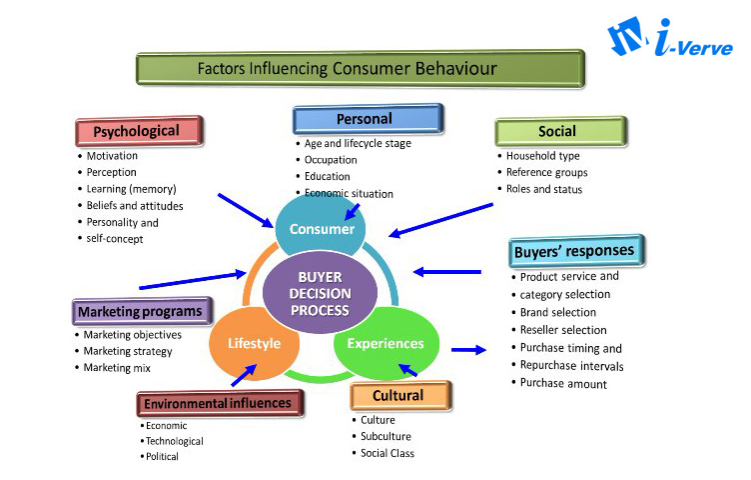 i-Verve
Factors Influencing Consumer Behaviour
Psychological
• Motivation
• Perception
• Learning (memory)
• Beliefs and attitudes
• Personality and
• self-concept
Personal
• Age and lifecycle stage
• Occupation
• Education
• Economic situation
Social
• Household type
• Reference groups
• Roles and status
Consumer
BUYER
DECISION
PROCESS
Lifestyle
Experiences
Buyers’ responses
• Product service and
• category selection
• Brand selection
• Reseller selection
• Purchase timing and
• Repurchase intervals
• Purchase amount
Marketing programs
• Marketing objectives
• Marketing strategy
• Marketing mix
Environmental influences
• Economic
• Technological
• Political
Cultural
• Culture
• Subculture
• Social Class